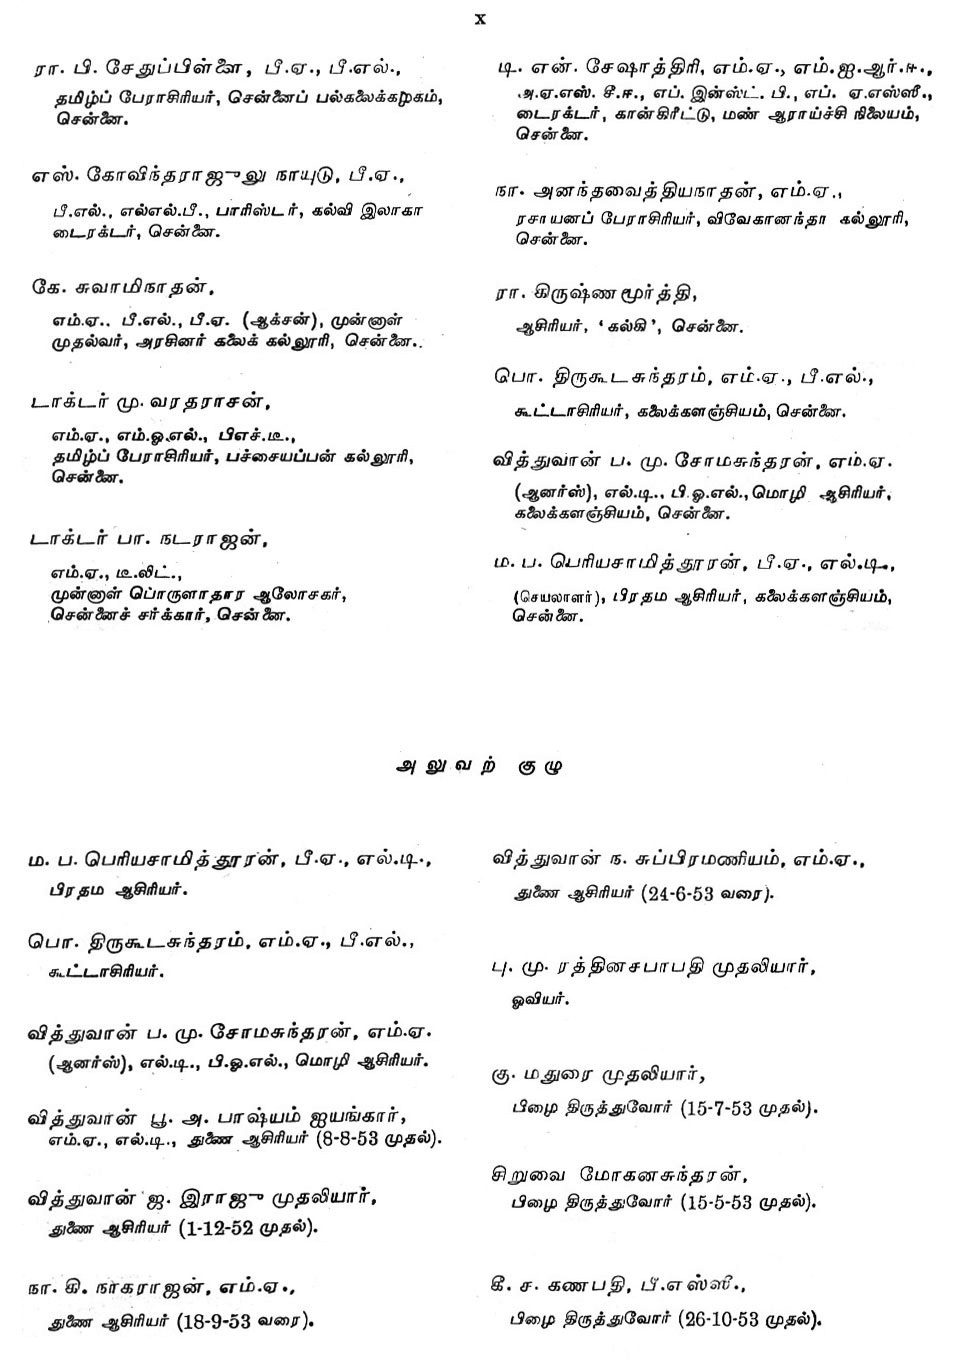 x
ரா. பி. சேதுப்பிள்ளை, பீ.ஏ., பீ.எல்.,
தமிழ்ப் பேராசிரியர், சென்னைப் பல்கலைக்கழகம்,
சென்னை.
எஸ். கோவிந்தராஜுலு நாயுடு, பீ.ஏ.,
பீ.எல்., எல்எல்.பீ., பாரிஸ்டர், கல்வி இலாகா
டைரக்டர், சென்னை.
கே. சுவாமிநாதன்,
எம்.ஏ.. பீ.எல்., பீ.ஏ. (ஆக்சன்), முன்னாள்
முதல்வர், அரசினர் கலைக் கல்லூரி, சென்னை..
டாக்டர் மு. வரதராசன்,
எம்.ஏ., எம்.ஓ.எல்., பிஎச்.டீ.,
தமிழ்ப் பேராசிரியர், பச்சையப்பன் கல்லூரி,
சென்னை.
டாக்டர் பா. நடராஜன்,
எம்.ஏ., டீ.லிட்.,
முன்னாள் பொருளாதார ஆலோசகர்,
சென்னைச் சர்க்கார், சென்னை.
டி. என். சேஷாத்திரி, எம்.ஏ., எம்.ஐ.ஆர்.ஈ.,
அ.ஏ.எஸ். சீ.ஈ., எப். இன்ஸ்ட். பி., எப். ஏ.எஸ்ஸீ.,
டைரக்டர், கான்கிரீட்டு, மண் ஆராய்ச்சி நிலையம்,
சென்னை.
நா. அனந்தவைத்தியநாதன், எம்.ஏ.,
ரசாயனப் பேராசிரியர், விவேகானந்தா கல்லூரி,
சென்னை.
ரா. கிருஷ்ணமூர்த்தி,
ஆசிரியர், ‘கல்கி’, சென்னை.
பொ. திருகூடசுந்தரம், எம்.ஏ., பீ.எல்.,
கூட்டாசிரியர், கலைக்களஞ்சியம், சென்னை.
வித்துவான் ப. மு. சோமசுந்தரன், எம்.ஏ.
(ஆனர்ஸ்), எல்.டி., பி.ஓ.எல்., மொழி ஆசிரியர்,
கலைக்களஞ்சியம், சென்னை.
ம. ப. பெரியசாமித்தூரன், பீ.ஏ., எல்.டி.,
(செயலாளர்), பிரதம ஆசிரியர், கலைக்களஞ்சியம்,
சென்னை.
அலுவற் குழு
ம. ப. பெரியசாமித்தூரன், பீ.ஏ., எல்.டி.,
பிரதம ஆசிரியர்.
பொ. திருகூடசுந்தரம், எம்.ஏ., பீ.எல்.,
கூட்டாசிரியர்.
வித்துவான் ப. மு. சோமசுந்தரன், எம்.ஏ.
(ஆனர்ஸ்), எல்.டி., பி.ஓ.எல்., மொழி ஆசிரியர்.
வித்துவான் பூ. அ. பாஷ்யம் ஐயங்கார்,
எம்.ஏ., எல்.டி., துணை ஆசிரியர் (8-8-53 முதல்).
வித்துவான் ஜ. இராஜு முதலியார்,
துணை ஆசிரியர் (1-12-52 முதல்).
நா. கி. நாகராஜன், எம்.ஏ.,
துணை ஆசிரியர் (18-9-53 வரை).
வித்துவான் ந. சுப்பிரமணியம், எம்.ஏ.,
துணை ஆசிரியர் (24-6-53 வரை).
பு. மு. ரத்தினசபாபதி முதலியார்,
ஓவியர்.
கு. மதுரை முதலியார்,
பிழை திருத்துவோர் (15-7-53 முதல்).
சிறுவை மோகனசுந்தரன்,
பிழை திருத்துவோர் (15-5-53 முதல்).
கீ. ச. கணபதி, பீ.எஸ்ஸீ.,
பிழை திருத்துவோர் (26-10-53 முதல்).